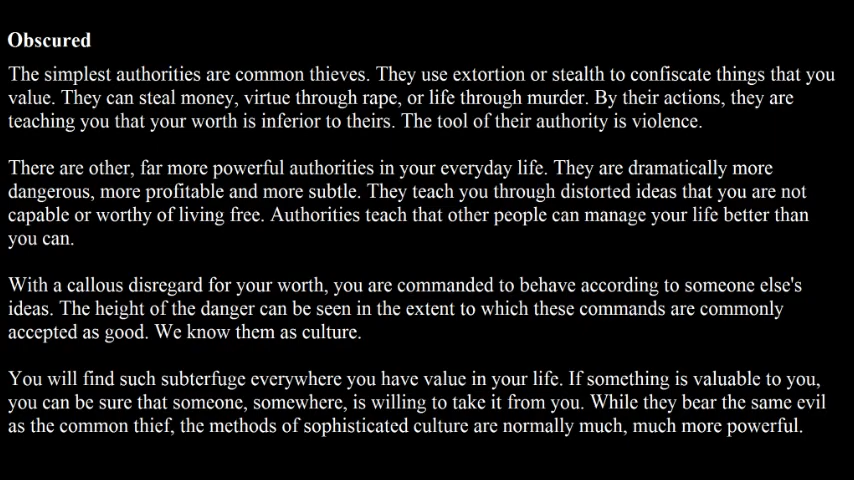 Obscured
The simplest authorities are common thieves. They use extortion or stealth to confiscate things that you
value. They can steal money, virtue through rape, or life through murder. By their actions, they are
teaching you that your worth is inferior to theirs. The tool of their authority is violence.
There are other, far more powerful authorities in your everyday life. They are dramatically more
dangerous, more profitable and more subtle. They teach you through distorted ideas that you are not
capable or worthy of living free. Authorities teach that other people can manage your life better than
you can.
With a callous disregard for your worth, you are commanded to behave according to someone else's
ideas. The height of the danger can be seen in the extent to which these commands are commonly
accepted as good. We know them as culture.
You will find such subterfuge everywhere you have value in your life. If something is valuable to you,
you can be sure that someone, somewhere, is willing to take it from you. While they bear the same evil
as the common thief, the methods of sophisticated culture are normally much, much more powerful.